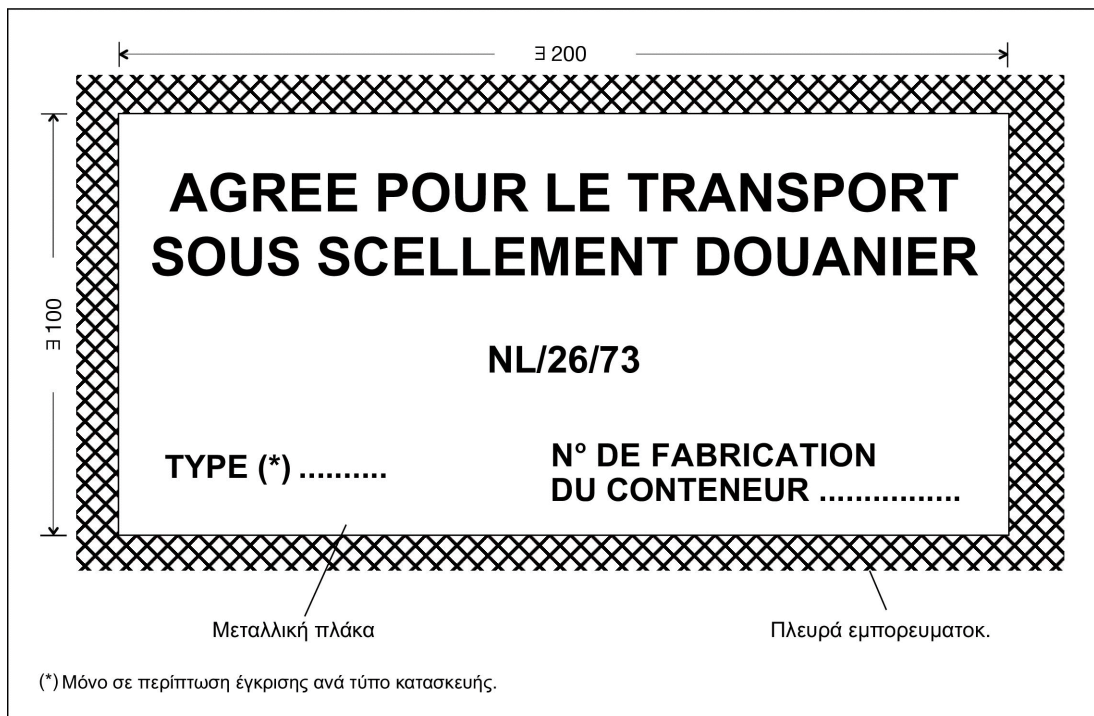 ∃ 200
∃ 100
AGREE POUR LE TRANSPORT
SOUS SCELLEMENT DOUANIER
NL/26/73
TYPE (*) ..........
N° DE FABRICATION
DU CONTENEUR ................
Μεταλλική πλάκα
Πλευρά εμπορευματοκ.
(*) Μόνο σε περίπτωση έγκρισης ανά τύπο κατασκευής.